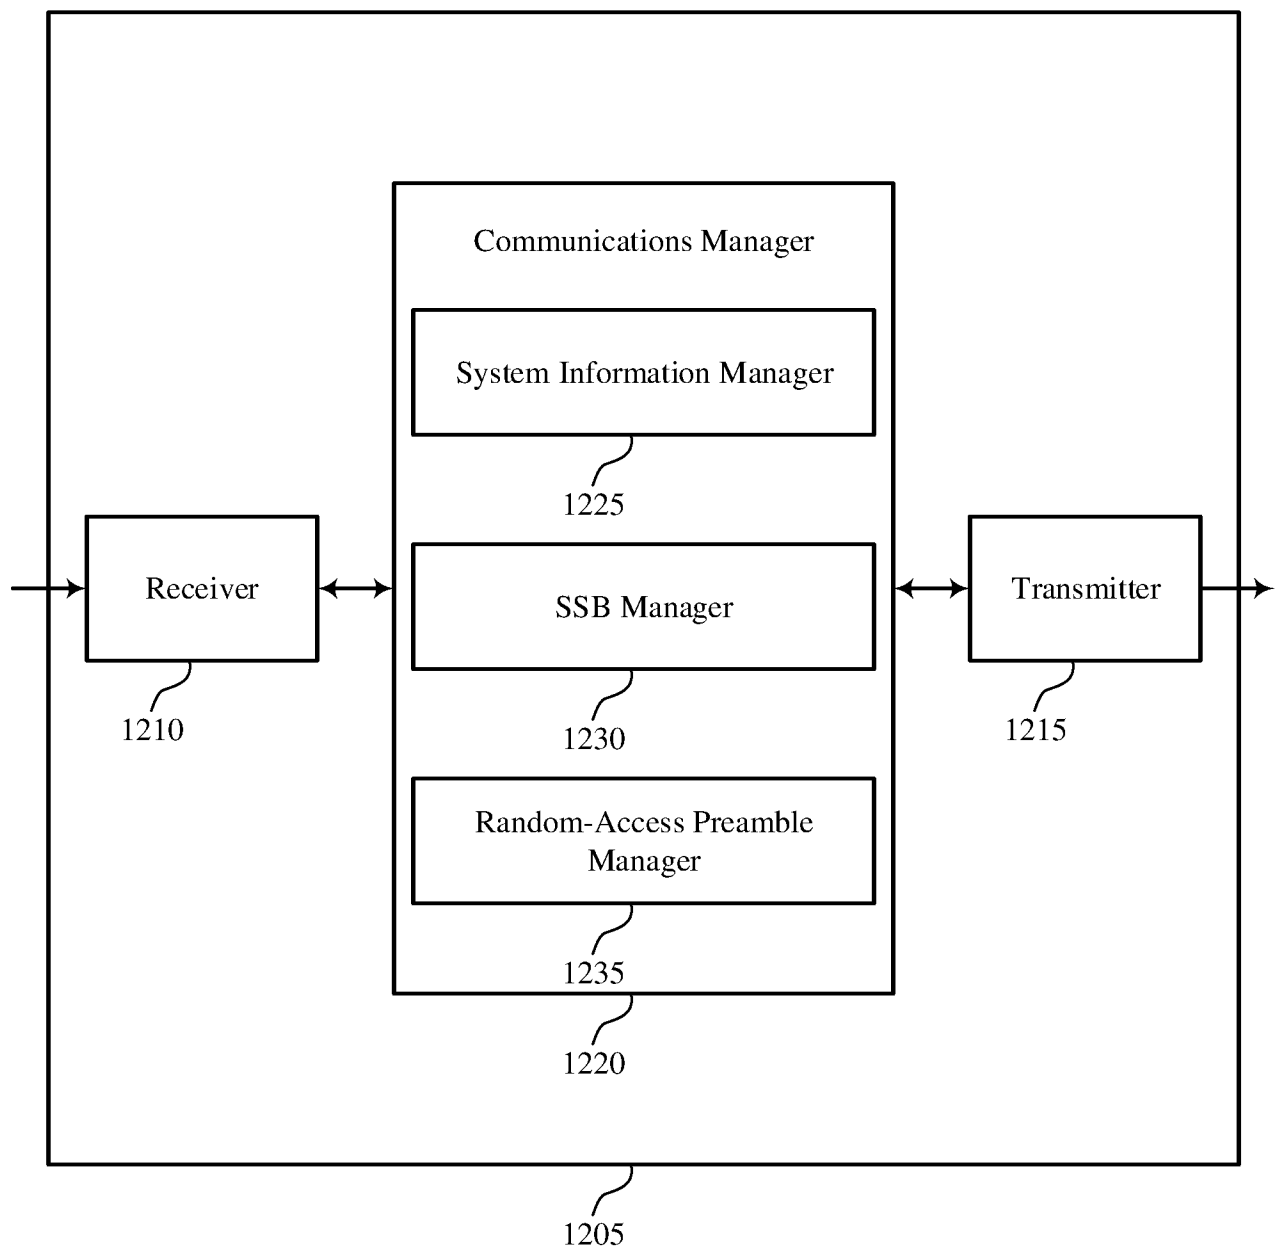 Communications Manager
System Information Manager
1225
Receiver
1210
SSB Manager
1230
Transmitter
1215
Random-Access Preamble
Manager
1235
1220
1205